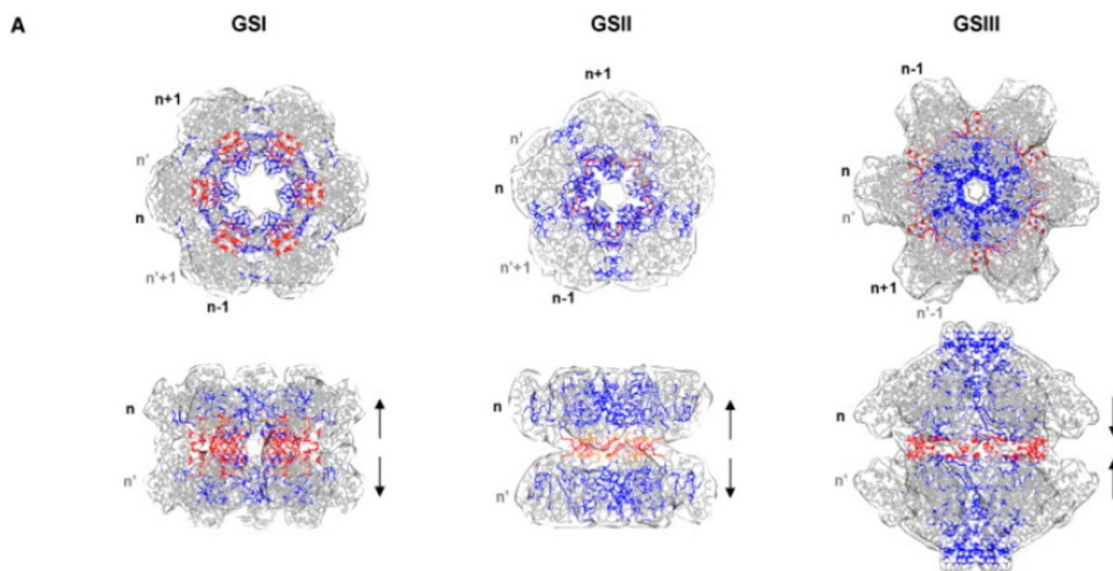 A GSI GSII GSIII
n+1 n+1 n-1
n' n'
n n n
n'
n'+1 n'+1
n-1 n-1 n+1
n'-1
n n n
n' n' n'